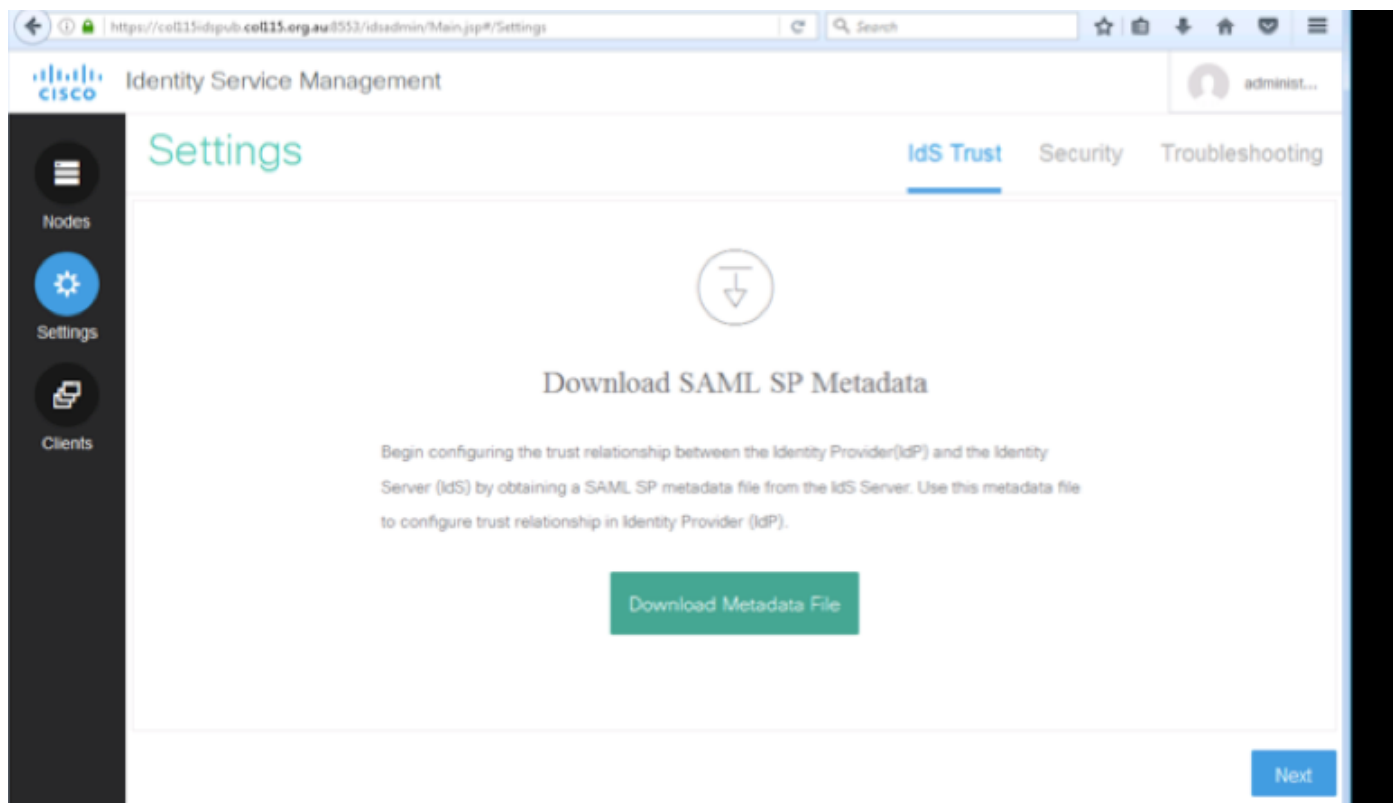 https://col115idspub.col115.org.au:8553/idsadmin/Main.jsp#/Settings
Search
CISCO
Identity Service Management
administ...
Settings
IdS Trust
Security
Troubleshooting
Nodes
Settings
Clients
Download SAML SP Metadata
Begin configuring the trust relationship between the Identity Provider(IdP) and the Identity
Server (IdS) by obtaining a SAML SP metadata file from the IdS Server. Use this metadata file
to configure trust relationship in Identity Provider (IdP).
Download Metadata File
Next